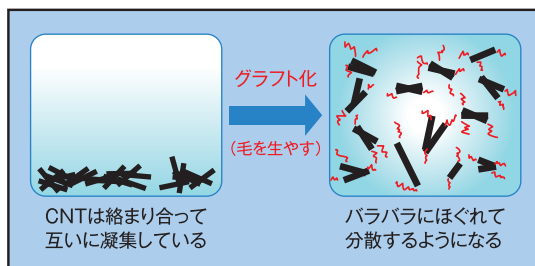 グラフト化
(毛を生やす)
CNTは絡まり合って
互いに凝集している
バラバラにほぐれて
分散するようになる